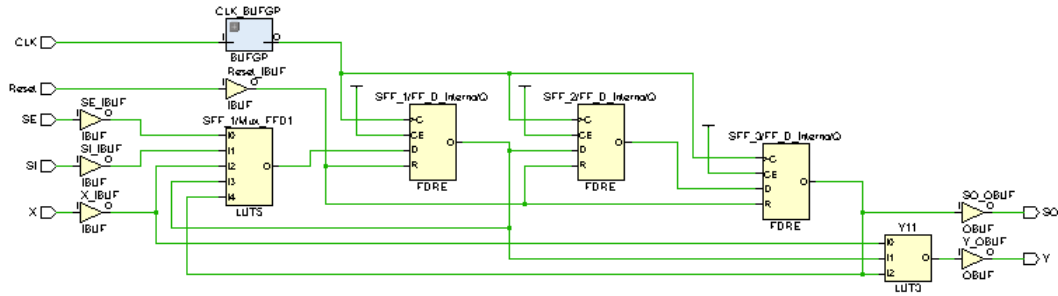 CLK_BUFGP
CLK
I
O
BUFGP
Reset_IBUF
Reset
I
O
IBUF
SE_IBUF
SE
I
O
IBUF
SFF_1/Mux_FFD1
I0
I1
I2
I3
I4
O
LUT5
SI_IBUF
SI
I
O
IBUF
X_IBUF
X
I
O
IBUF
SFF_1/FF_D_Internal/Q
C
CE
D
R
O
FDRE
SFF_2/FF_D_Internal/Q
C
CE
D
R
O
FDRE
SFF_3/FF_D_Internal/Q
C
CE
D
R
O
FDRE
SO_OBUF
I
O
SO
OBUF
Y11
I0
I1
I2
O
LUT3
Y_OBUF
I
O
Y
OBUF